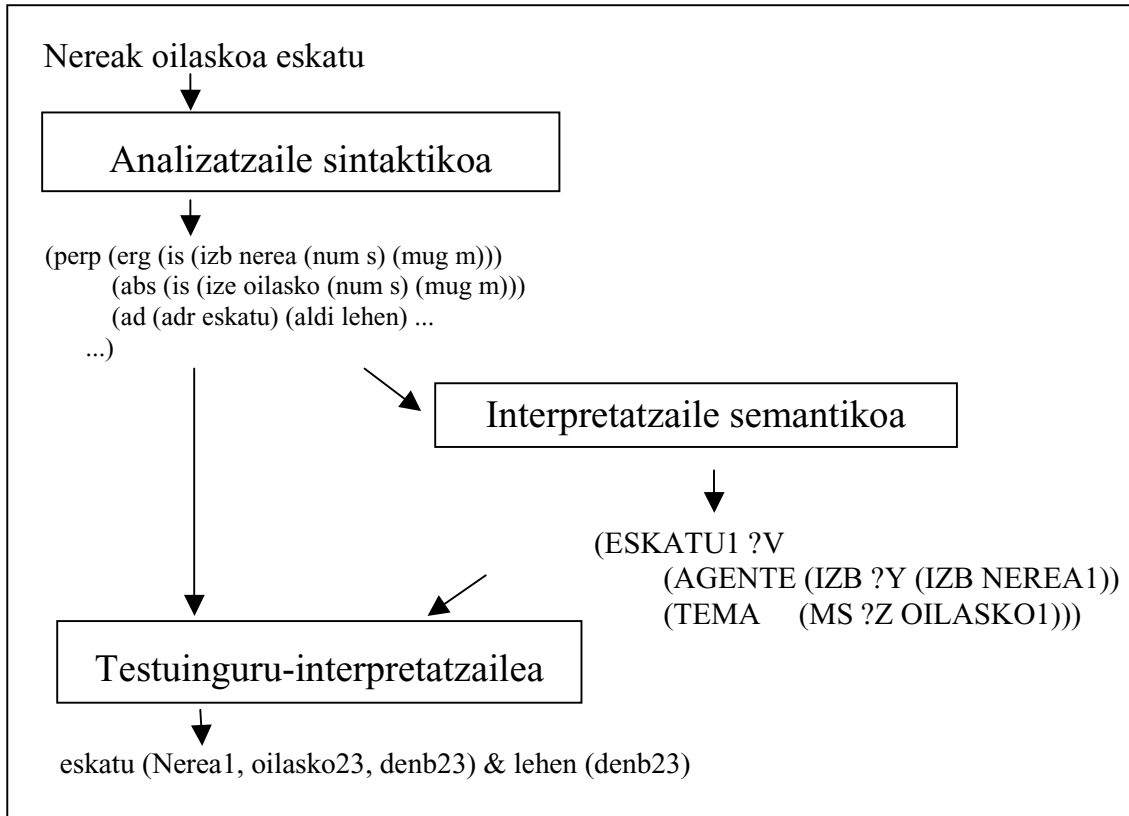 Nereak oilaskoa eskatu
Analizatzaile sintaktikoa
(perp (erg (is (izb nerea (num s) (mug m)))
(abs (is (ize oilasko (num s) (mug m)))
(ad (adr eskatu) (aldi lehen) ...
...)
Interpretatzaile semantikoa
(ESKATU1 ?V
(AGENTE (IZB ?Y (IZB NEREA1))
(TEMA (MS ?Z OILASKO1)))
Testuinguru-interpretatzailea
eskatu (Nerea1, oilasko23, denb23) & lehen (denb23)